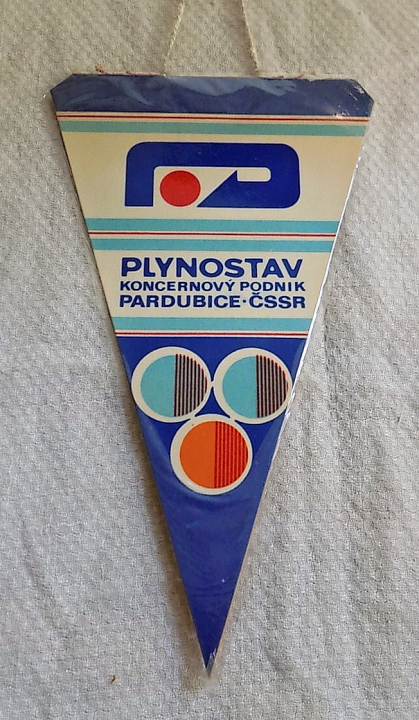 PLYNOSTAV
KONCERNOVÝ PODNIK
PARDUBICE·ČSSR